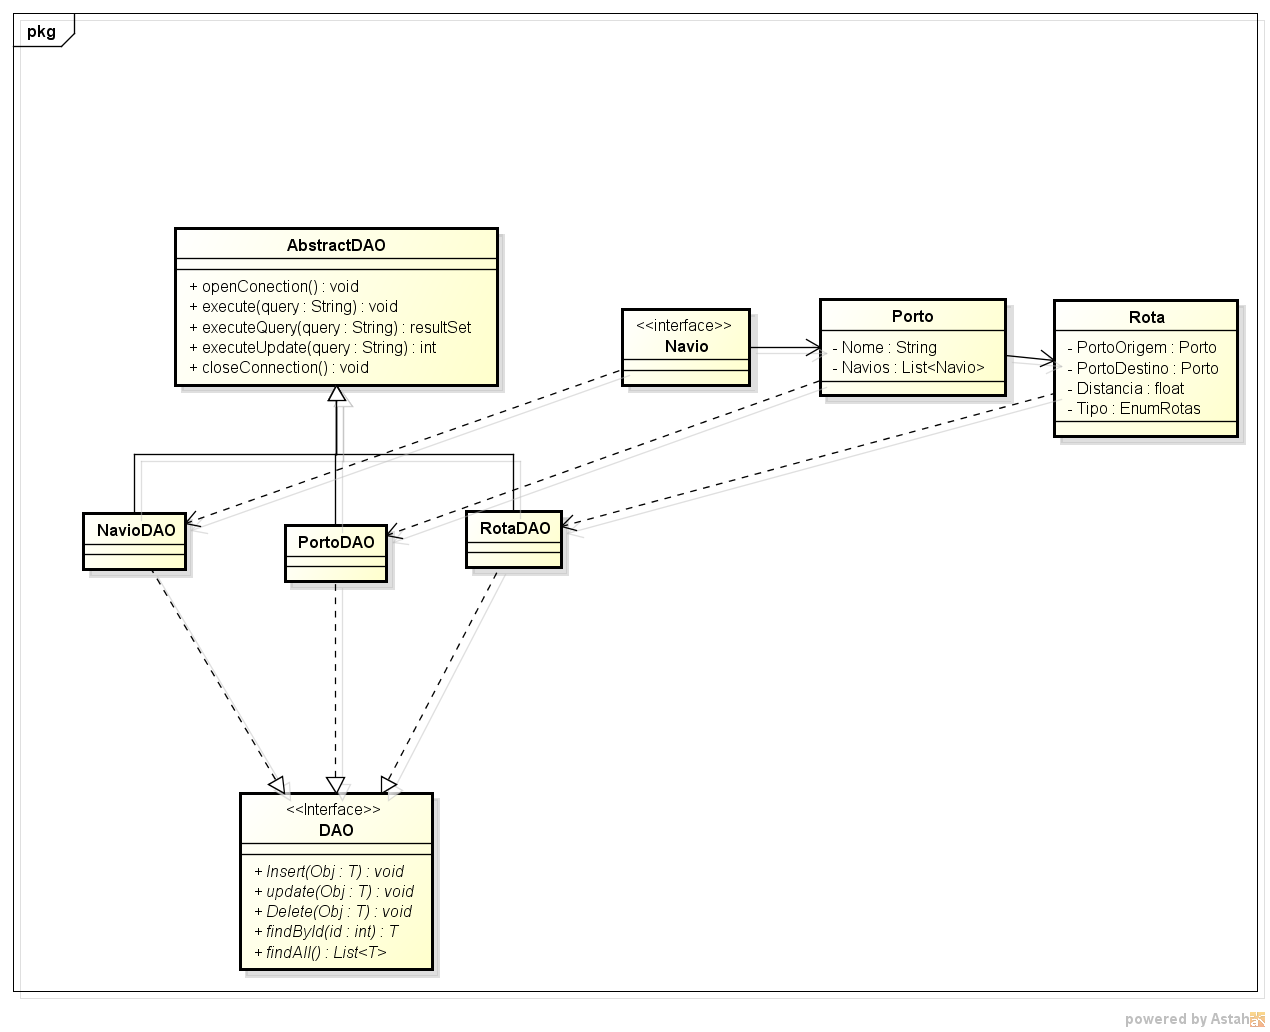 pkg
AbstractDAO
+ openConection() : void
+ execute(query : String) : void
+ executeQuery(query : String) : resultSet
+ executeUpdate(query : String) : int
+ closeConnection() : void
<<interface>>
Navio
Porto
- Nome : String
- Navios : List<Navio>
Rota
- PortoOrigem : Porto
- PortoDestino : Porto
- Distancia : float
- Tipo : EnumRotas
NavioDAO
PortoDAO
RotaDAO
<<Interface>>
DAO
+ Insert(Obj : T) : void
+ update(Obj : T) : void
+ Delete(Obj : T) : void
+ findById(id : int) : T
+ findAll() : List<T>
powered by Astah